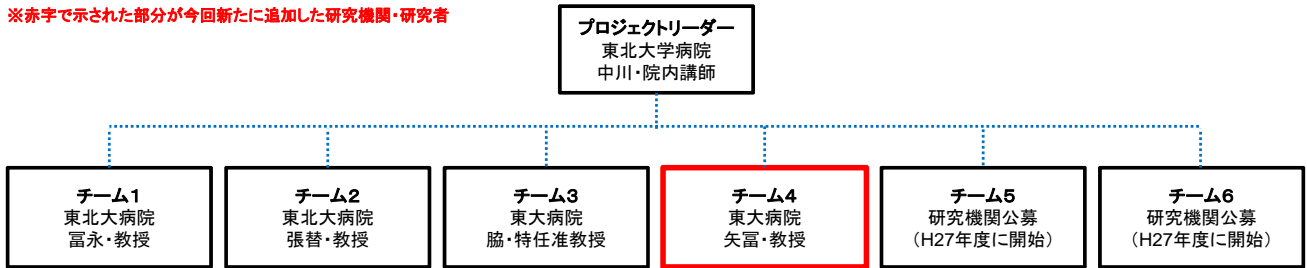 ※赤字で示された部分が今回新たに追加した研究機関・研究者
プロジェクトリーダー
東北大学病院
中川・院内講師
チーム1
東北大病院
冨永・教授
チーム2
東北大病院
張替・教授
チーム3
東大病院
脇・特任准教授
チーム4
東大病院
矢冨・教授
チーム5
研究機関公募
（H27年度に開始）
チーム6
研究機関公募
（H27年度に開始）